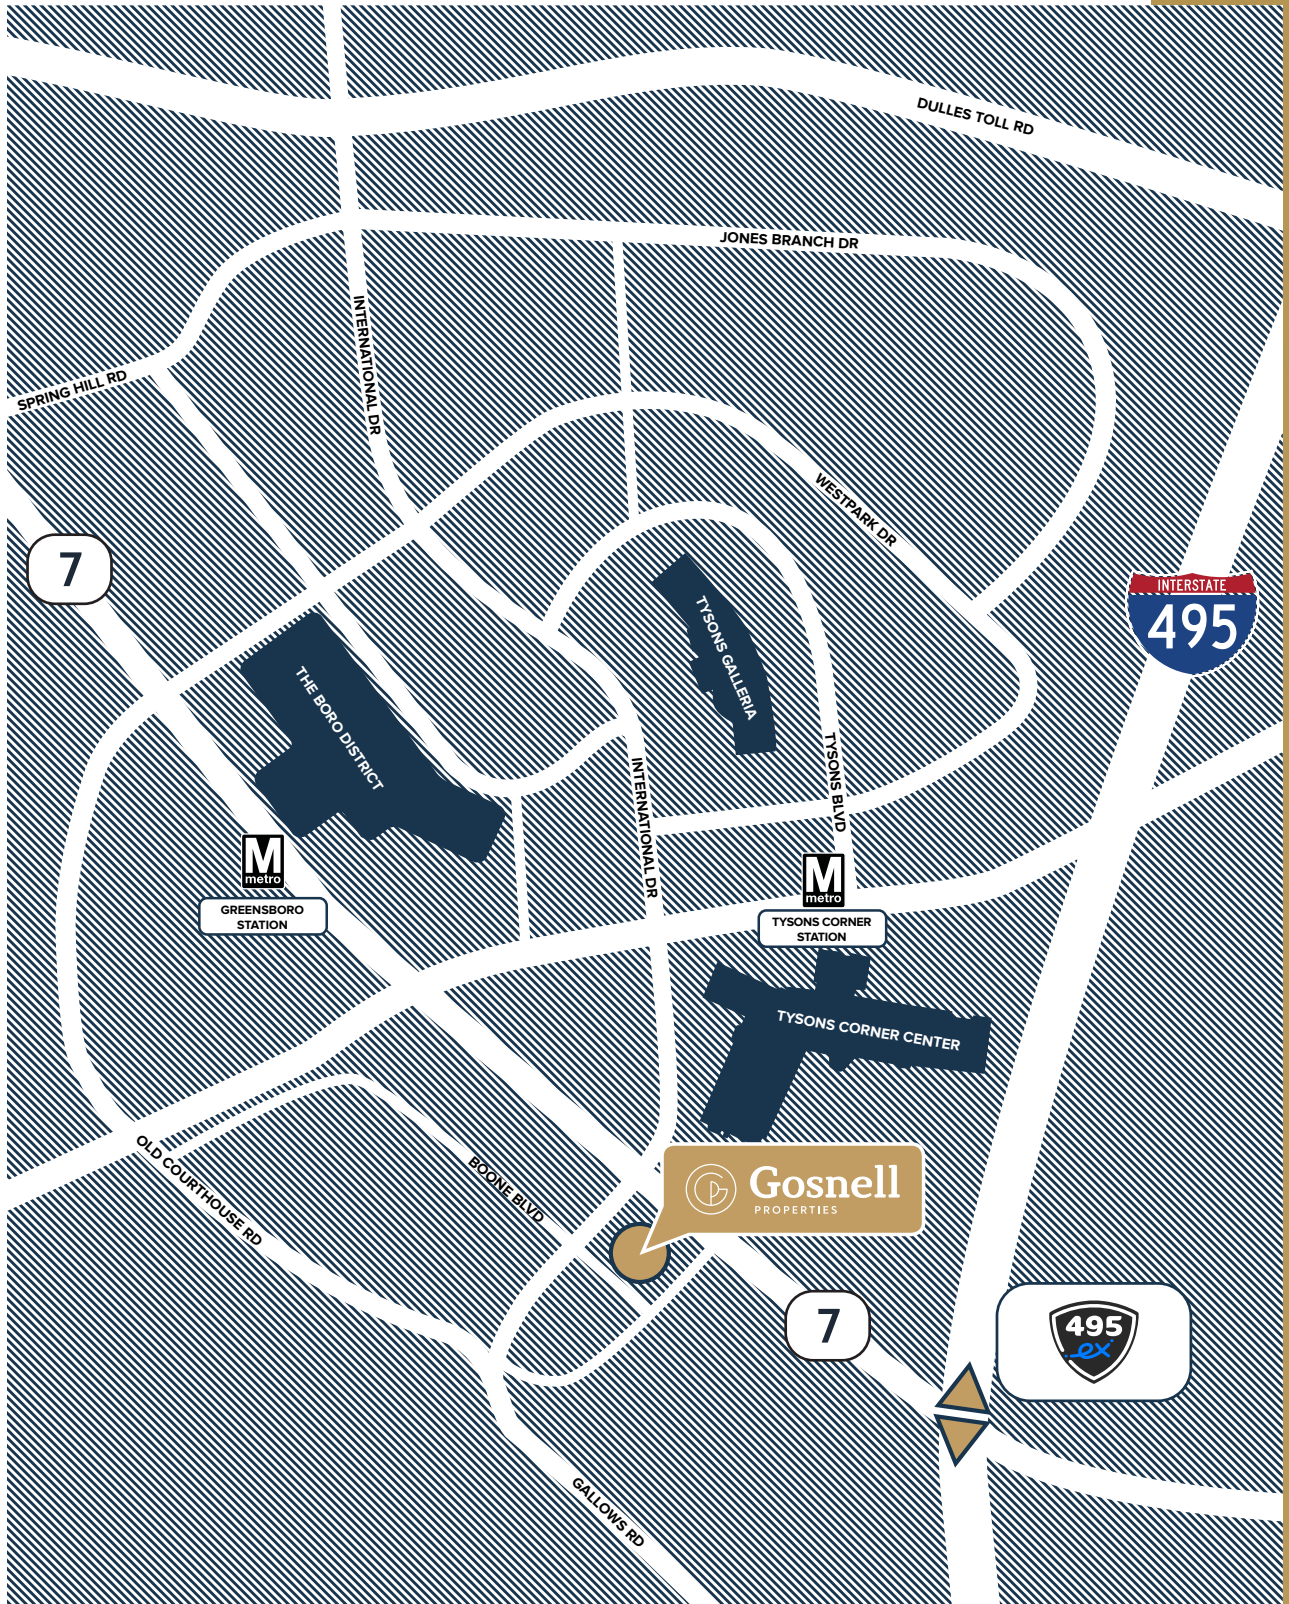 DULLES TOLL RD
JONES BRANCH DR
INTERNATIONAL DR
SPRING HILL RD
WESTPARK DR
7
INTERSTATE
495
TYSONS GALLERIA
THE BORO DISTRICT
TYSONS BLVD
INTERNATIONAL DR
M
metro
GREENSBORO
STATION
M
metro
TYSONS CORNER
STATION
TYSONS CORNER CENTER
OLD COURTHOUSE RD
BOONE BLVD
Gosnell
PROPERTIES
7
495
ex
GALLOWS RD